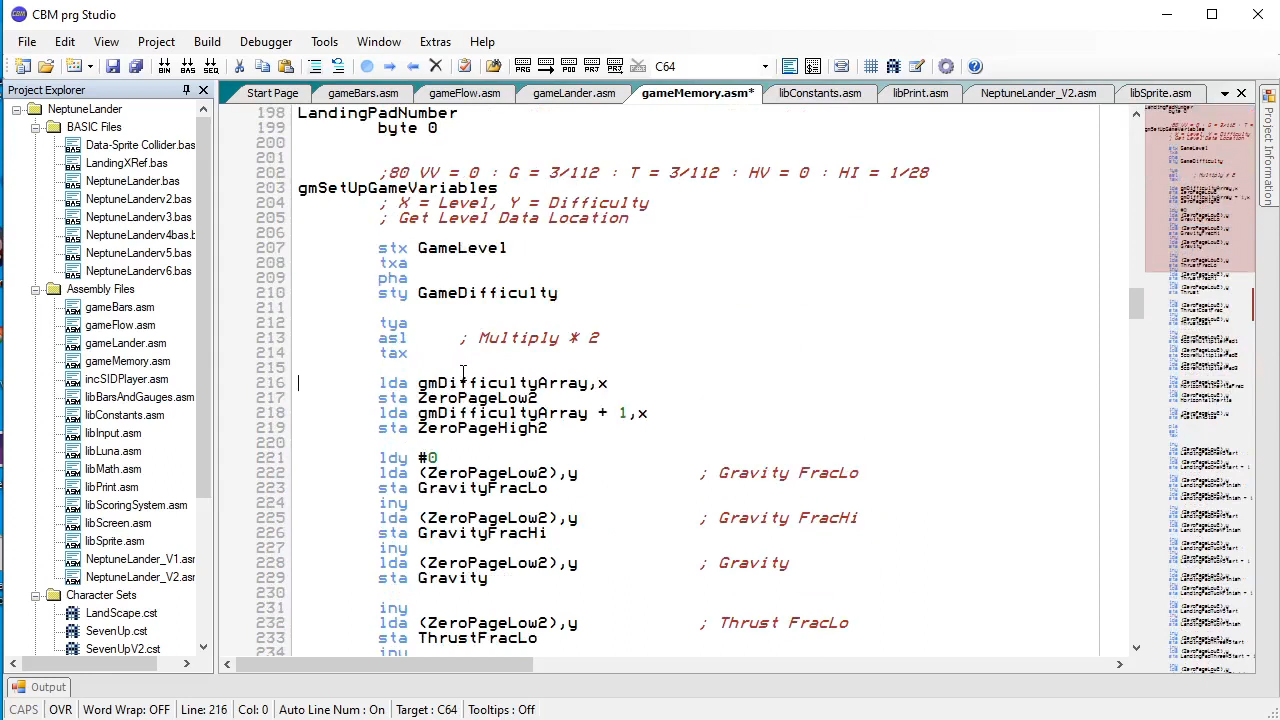 CBM prg Studio
File Edit View Project Build Debugger Tools Window Extras Help
C64
Project Explorer
Start Page gameBars.asm gameFlow.asm gameLander.asm gameMemory.asm* libConstants.asm libPrint.asm NeptuneLander_V2.asm libSprite.asm
Project Information
NeptuneLander
BASIC Files
Data-Sprite Collider.bas
LandingXRef.bas
NeptuneLander.bas
NeptuneLanderv2.bas
NeptuneLanderv3.bas
NeptuneLanderv4bas.b
NeptuneLanderv5.bas
NeptuneLanderv6.bas
Assembly Files
gameBars.asm
gameFlow.asm
gameLander.asm
gameMemory.asm
incSIDPlayer.asm
libBarsAndGauges.asm
libConstants.asm
libInput.asm
libLuna.asm
libMath.asm
libPrint.asm
libScoringSystem.asm
libScreen.asm
libSprite.asm
NeptuneLander_V1.asm
NeptuneLander_V2.asm
Character Sets
LandScape.cst
SevenUp.cst
SevenUpV2.cst
198 LandingPadNumber
199 byte 0
200
201
202 ;80 VV = 0 : G = 3/112 : T = 3/112 : HV = 0 : HI = 1/28
203 gmSetUpGameVariables
204 ; X = Level, Y = Difficulty
205 ; Get Level Data Location
206
207 stx GameLevel
208 txa
209 pha
210 sty GameDifficulty
211
212 tya
213 asl ; Multiply * 2
214 tax
215
216 lda gmDifficultyArray,x
217 sta ZeroPageLow2
218 lda gmDifficultyArray + 1,x
219 sta ZeroPageHigh2
220
221 ldy #0
222 lda (ZeroPageLow2),y ; Gravity FracLo
223 sta GravityFracLo
224 iny
225 lda (ZeroPageLow2),y ; Gravity FracHi
226 sta GravityFracHi
227 iny
228 lda (ZeroPageLow2),y ; Gravity
229 sta Gravity
230
231 iny
232 lda (ZeroPageLow2),y ; Thrust FracLo
233 sta ThrustFracLo
234 iny
Output
CAPS OVR Word Wrap: OFF Line: 216 Col: 0 Auto Line Num : On Target : C64 Tooltips : Off